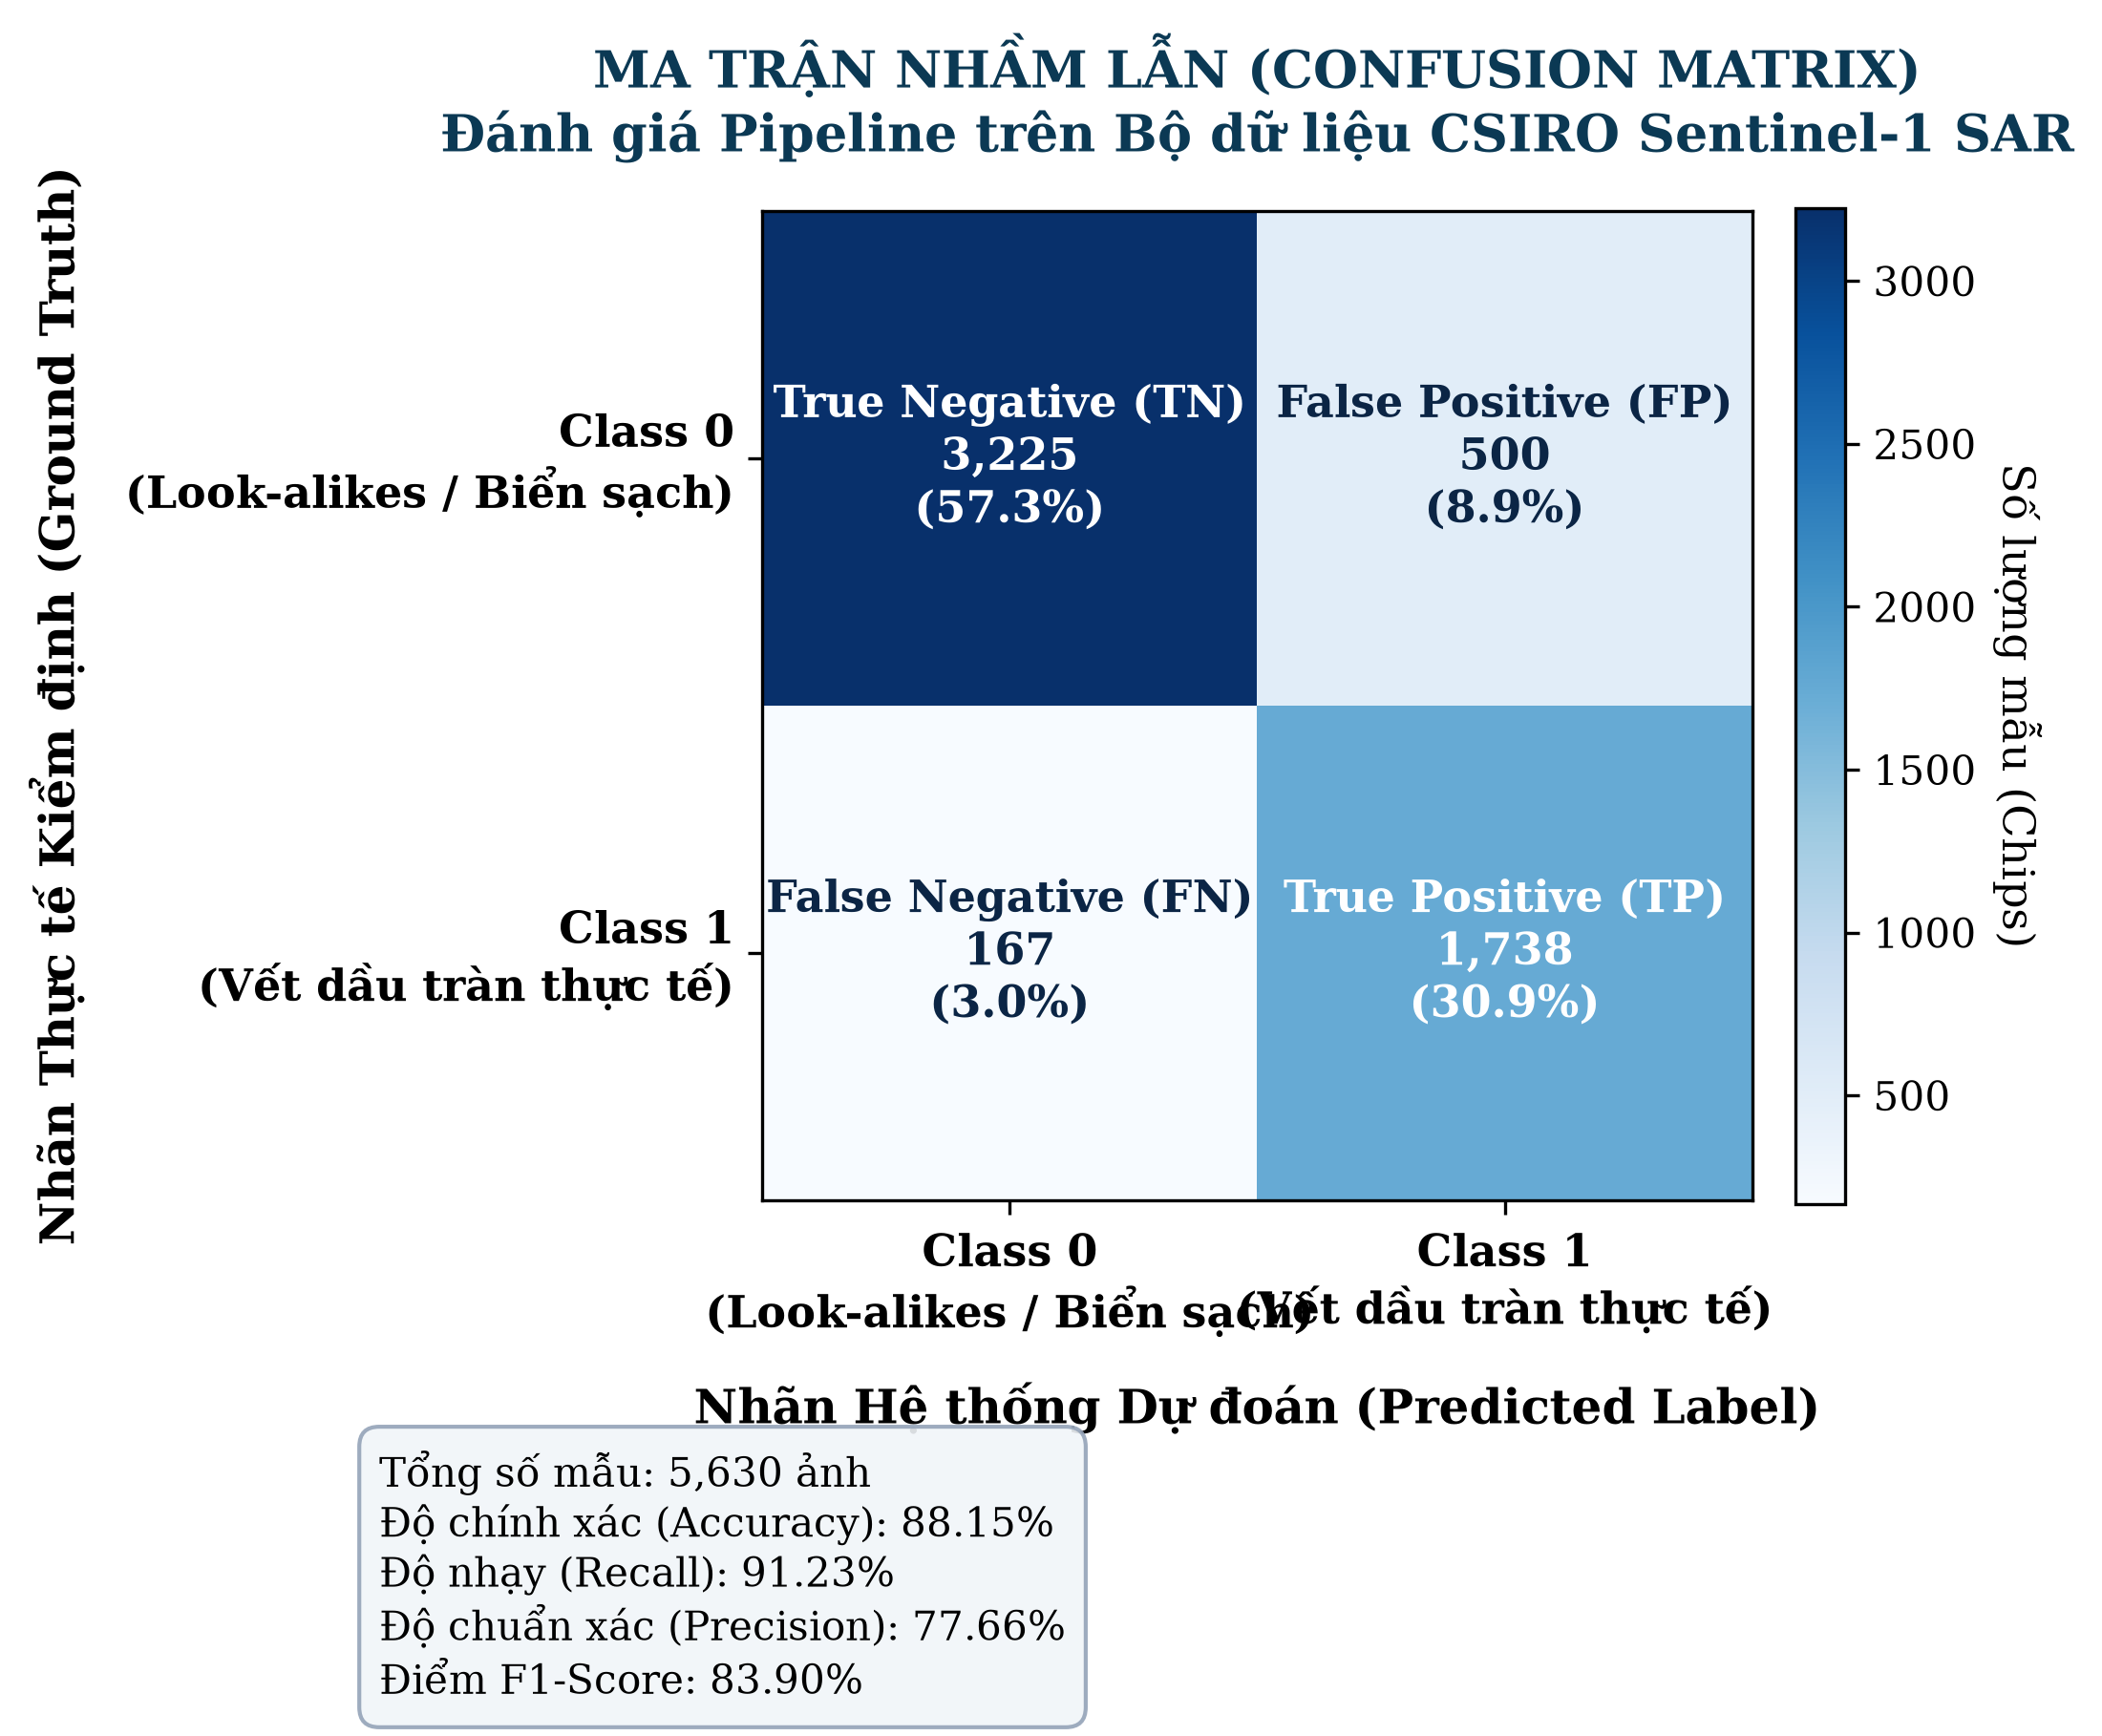 MA TRẬN NHẦM LẪN (CONFUSION MATRIX)
Đánh giá Pipeline trên Bộ dữ liệu CSIRO Sentinel-1 SAR
Nhãn Thực tế Kiểm định (Ground Truth)
Class 0
(Look-alikes / Biển sạch)
Class 1
(Vết dầu tràn thực tế)
True Negative (TN)
3,225
(57.3%)
False Positive (FP)
500
(8.9%)
False Negative (FN)
167
(3.0%)
True Positive (TP)
1,738
(30.9%)
3000
2500
2000
1500
1000
500
Số lượng mẫu (Chips)
Class 0
(Look-alikes / Biển sạch)
Class 1
(Vết dầu tràn thực tế)
Nhãn Hệ thống Dự đoán (Predicted Label)
Tổng số mẫu: 5,630 ảnh
Độ chính xác (Accuracy): 88.15%
Độ nhạy (Recall): 91.23%
Độ chuẩn xác (Precision): 77.66%
Điểm F1-Score: 83.90%